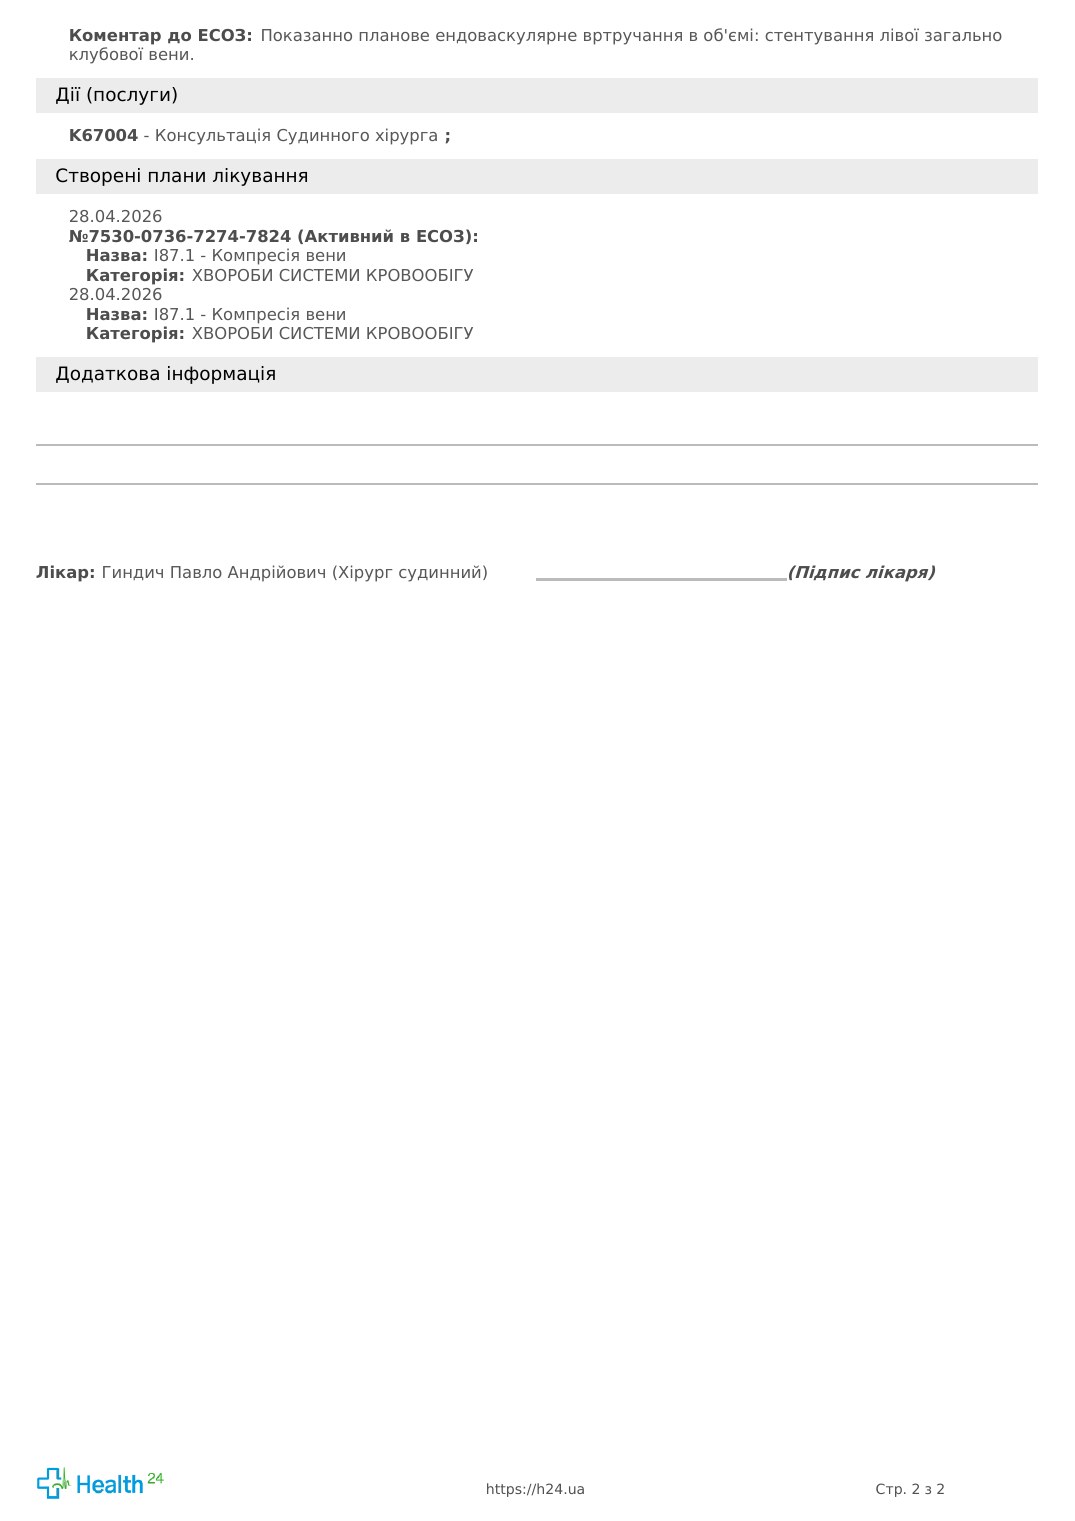 Коментар до ЕСОЗ: Показанно планове ендоваскулярне вртручання в об'ємі: стентування лівої загально
клубової вени.
Дії (послуги)
K67004 - Консультація Судинного хірурга ;
Створені плани лікування
28.04.2026
№7530-0736-7274-7824 (Активний в ЕСОЗ):
Назва: I87.1 - Компресія вени
Категорія: ХВОРОБИ СИСТЕМИ КРОВООБІГУ
28.04.2026
Назва: I87.1 - Компресія вени
Категорія: ХВОРОБИ СИСТЕМИ КРОВООБІГУ
Додаткова інформація
Лікар: Гиндич Павло Андрійович (Хірург судинний) (Підпис лікаря)
Health 24 https://h24.ua Стр. 2 з 2